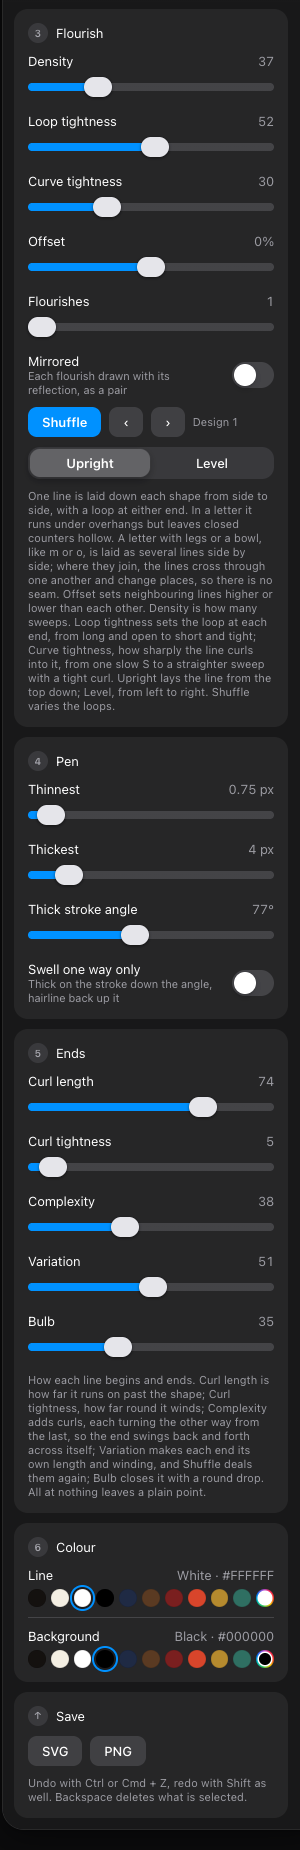 3 Flourish
Density 37
Loop tightness 52
Curve tightness 30
Offset 0%
Flourishes 1
Mirrored
Each flourish drawn with its
reflection, as a pair
Shuffle ‹ › Design 1
Upright Level
One line is laid down each shape from side to
side, with a loop at either end. In a letter it
runs under overhangs but leaves closed
counters hollow. A letter with legs or a bowl,
like m or o, is laid as several lines side by
side; where they join, the lines cross through
one another and change places, so there is no
seam. Offset sets neighbouring lines higher or
lower than each other. Density is how many
sweeps. Loop tightness sets the loop at each
end, from long and open to short and tight;
Curve tightness, how sharply the line curls
into it, from one slow S to a straighter sweep
with a tight curl. Upright lays the line from the
top down; Level, from left to right. Shuffle
varies the loops.
4 Pen
Thinnest 0.75 px
Thickest 4 px
Thick stroke angle 77°
Swell one way only
Thick on the stroke down the angle,
hairline back up it
5 Ends
Curl length 74
Curl tightness 5
Complexity 38
Variation 51
Bulb 35
How each line begins and ends. Curl length is
how far it runs on past the shape; Curl
tightness, how far round it winds; Complexity
adds curls, each turning the other way from
the last, so the end swings back and forth
across itself; Variation makes each end its
own length and winding, and Shuffle deals
them again; Bulb closes it with a round drop.
All at nothing leaves a plain point.
6 Colour
Line White · #FFFFFF
Background Black · #000000
↑ Save
SVG PNG
Undo with Ctrl or Cmd + Z, redo with Shift as
well. Backspace deletes what is selected.